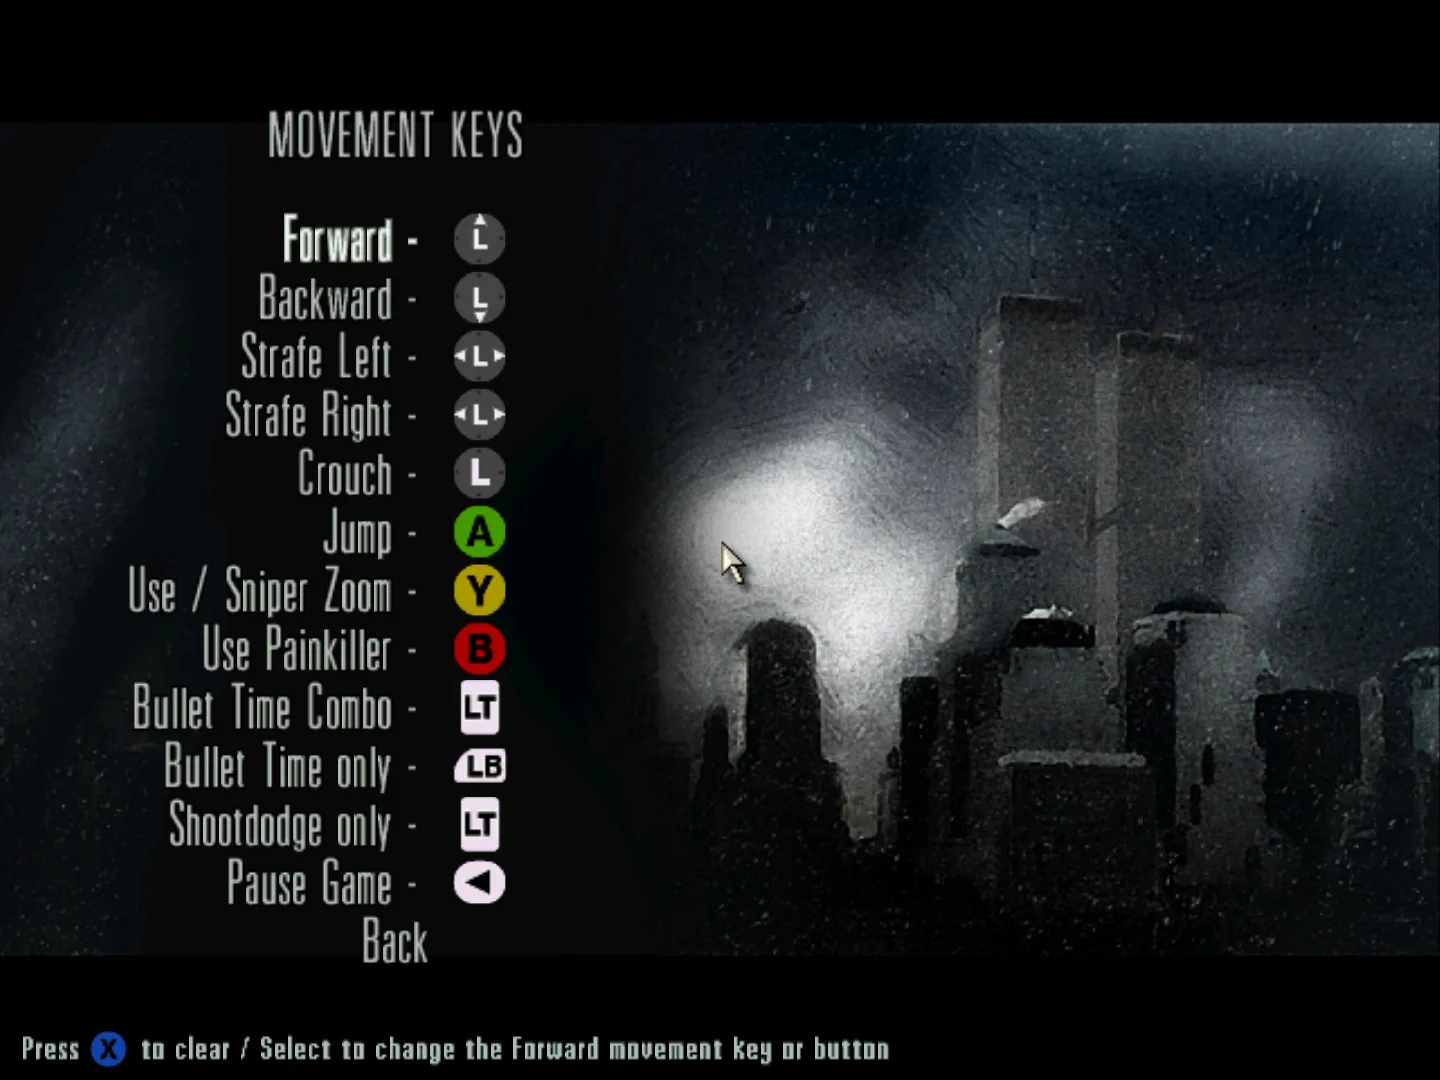 MOVEMENT KEYS
Forward - L
Backward - L
Strafe Left - L
Strafe Right - L
Crouch - L
Jump - A
Use / Sniper Zoom - Y
Use Painkiller - B
Bullet Time Combo - LT
Bullet Time only - LB
Shootdodge only - LT
Pause Game -
Back
Press X to clear / Select to change the Forward movement key or button